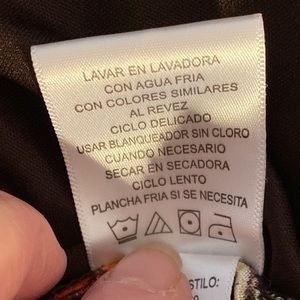 LAVAR EN LAVADORA
CON AGUA FRIA
CON COLORES SIMILARES
AL REVEZ
CICLO DELICADO
USAR BLANQUEADOR SIN CLORO
CUANDO NECESARIO
SECAR EN SECADORA
CICLO LENTO
PLANCHA FRIA SI SE NECESITA
STILO: